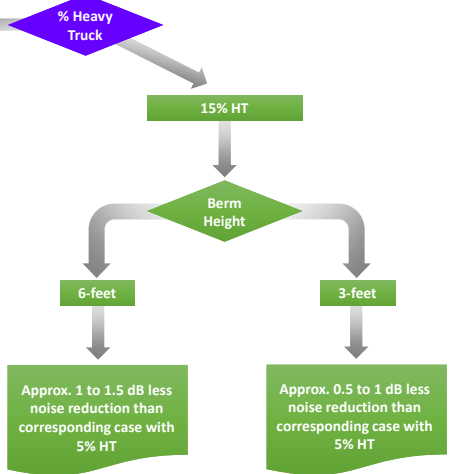 % Heavy
Truck
15% HT
Berm
Height
6-feet
3-feet
Approx. 1 to 1.5 dB less
noise reduction than
corresponding case with
5% HT
Approx. 0.5 to 1 dB less
noise reduction than
corresponding case with
5% HT